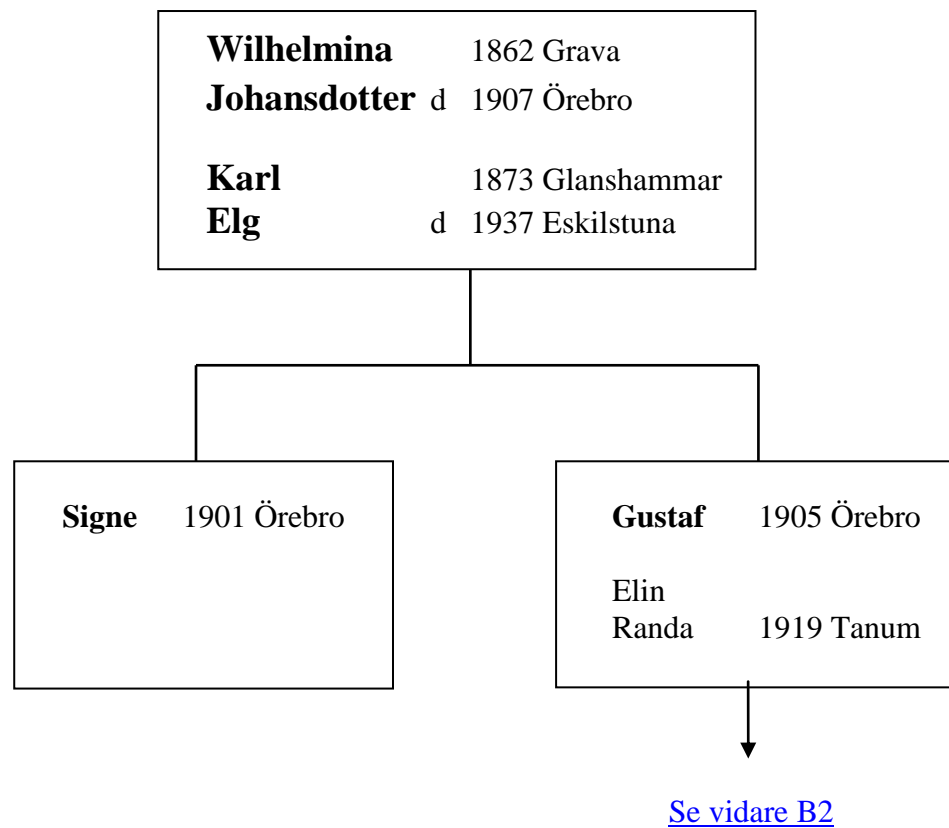 Wilhelmina 1862 Grava
Johansdotter d 1907 Örebro
Karl 1873 Glanshammar
Elg d 1937 Eskilstuna
Signe 1901 Örebro
Gustaf 1905 Örebro
Elin
Randa 1919 Tanum
Se vidare B2